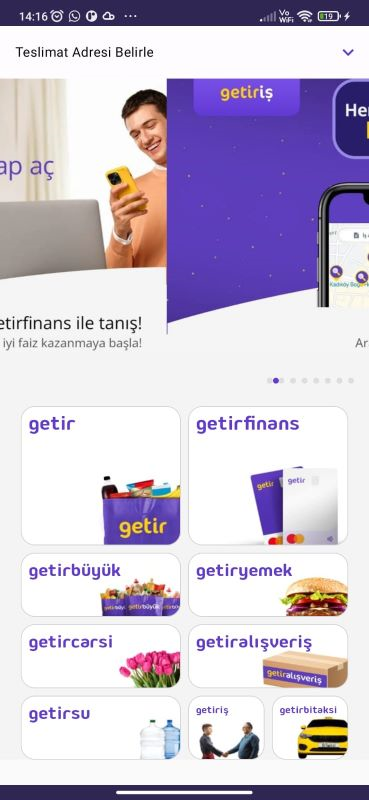 14:16
Vo
WiFi
19
Teslimat Adresi Belirle
ap aç
getiriş
He
etirfinans ile tanış!
iyi faiz kazanmaya başla!
Ar
getir
getirfinans
getir
getir
getir
getirbüyük
getiryemek
getirbüyük
getircarsi
getiralışveriş
getiralışveriş
getirsu
getiriş
getirbitaksi